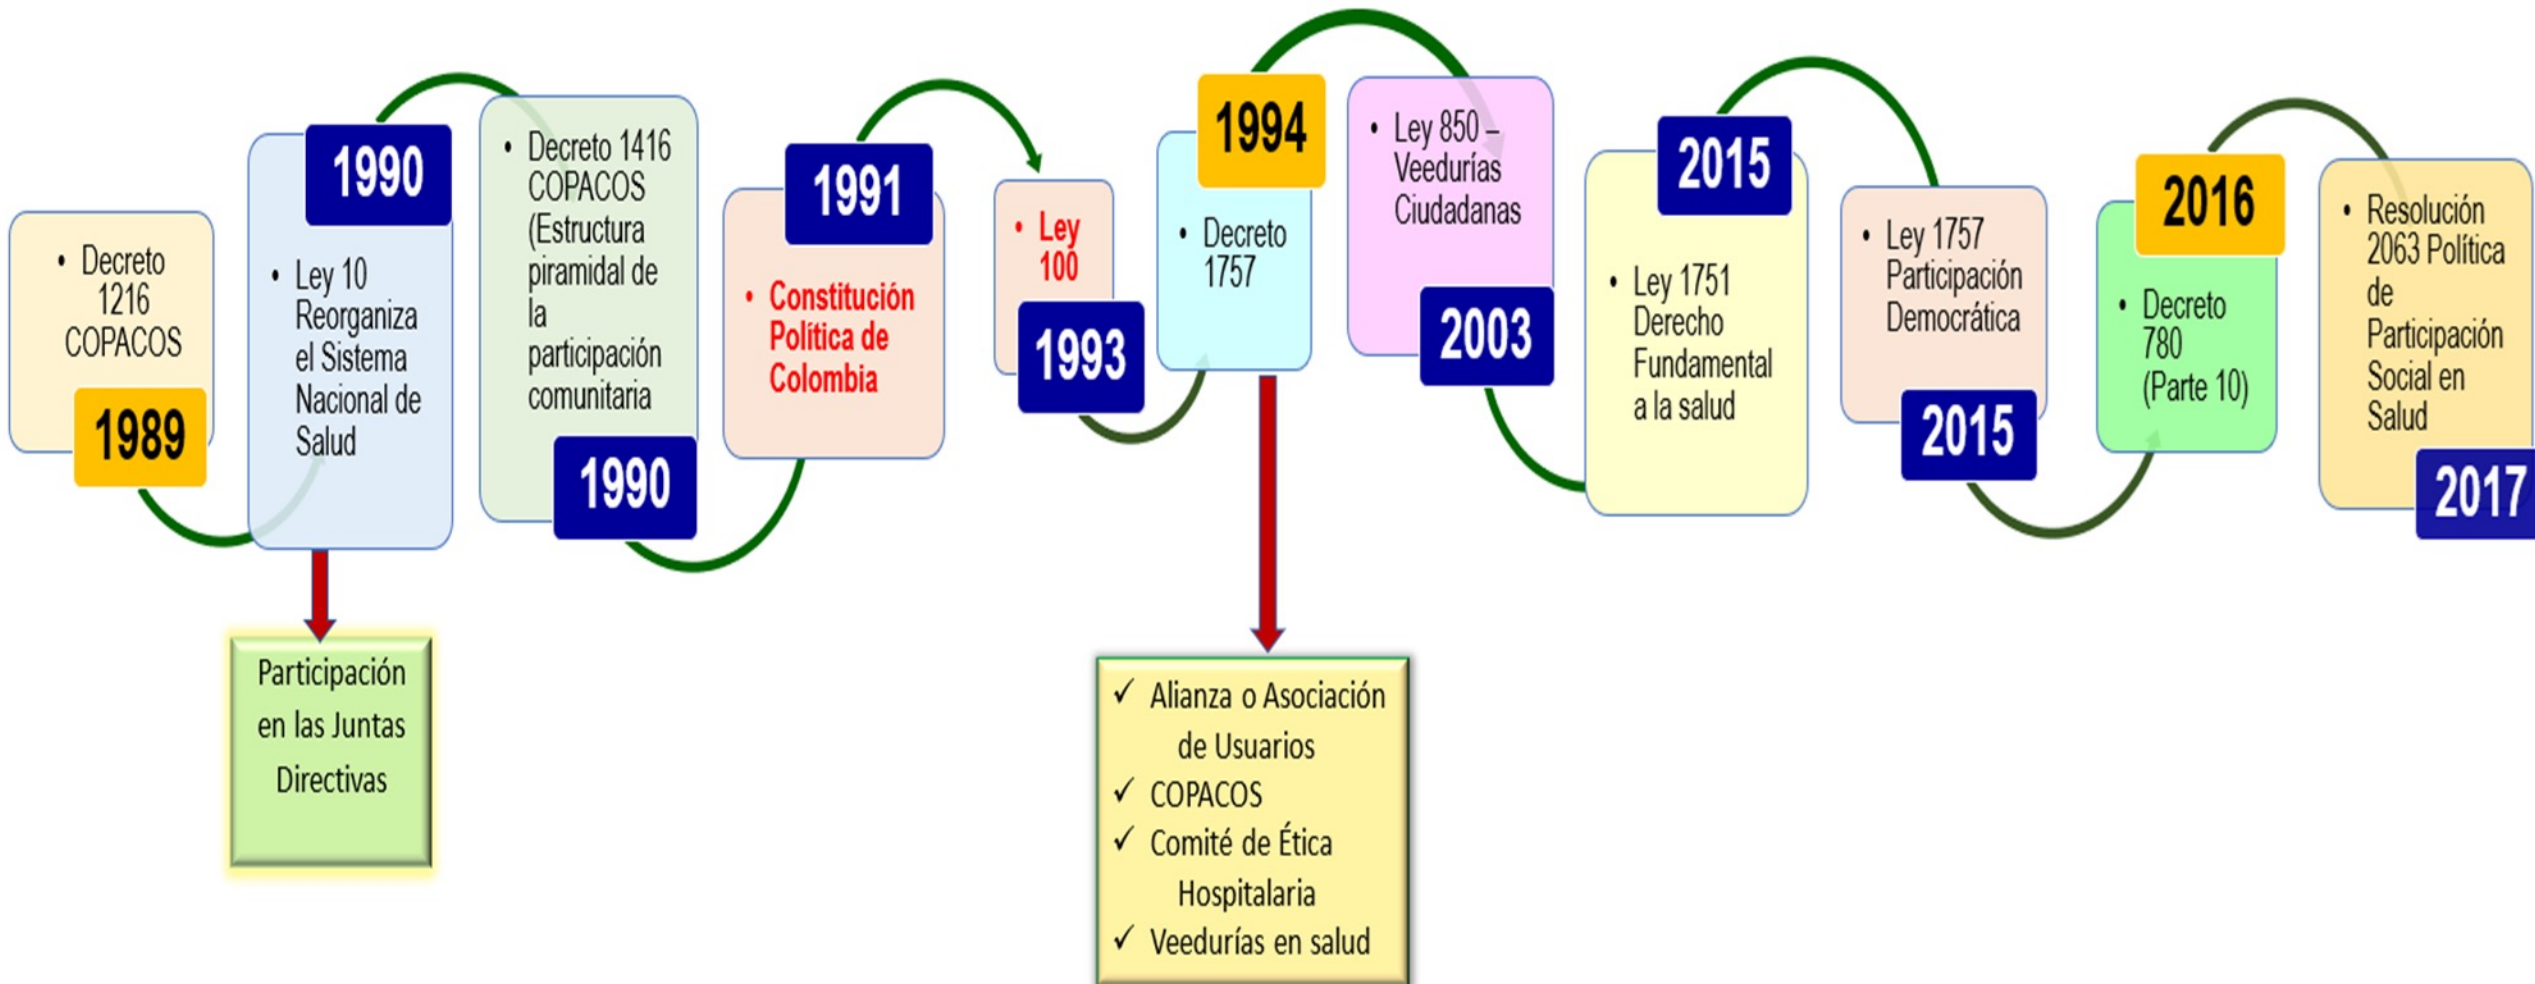 • Decreto
1216
COPACOS
1989
1990
• Ley 10
Reorganiza
el Sistema
Nacional de
Salud
Participación
en las Juntas
Directivas
• Decreto 1416
COPACOS
(Estructura
piramidal de
la
participación
comunitaria
1990
1991
• Constitución
Política de
Colombia
• Ley
100
1993
1994
• Decreto
1757
✓ Alianza o Asociación
de Usuarios
✓ COPACOS
✓ Comité de Ética
Hospitalaria
✓ Veedurías en salud
• Ley 850 –
Veedurías
Ciudadanas
2003
2015
• Ley 1751
Derecho
Fundamental
a la salud
• Ley 1757
Participación
Democrática
2015
2016
• Decreto
780
(Parte 10)
• Resolución
2063 Política
de
Participación
Social en
Salud
2017